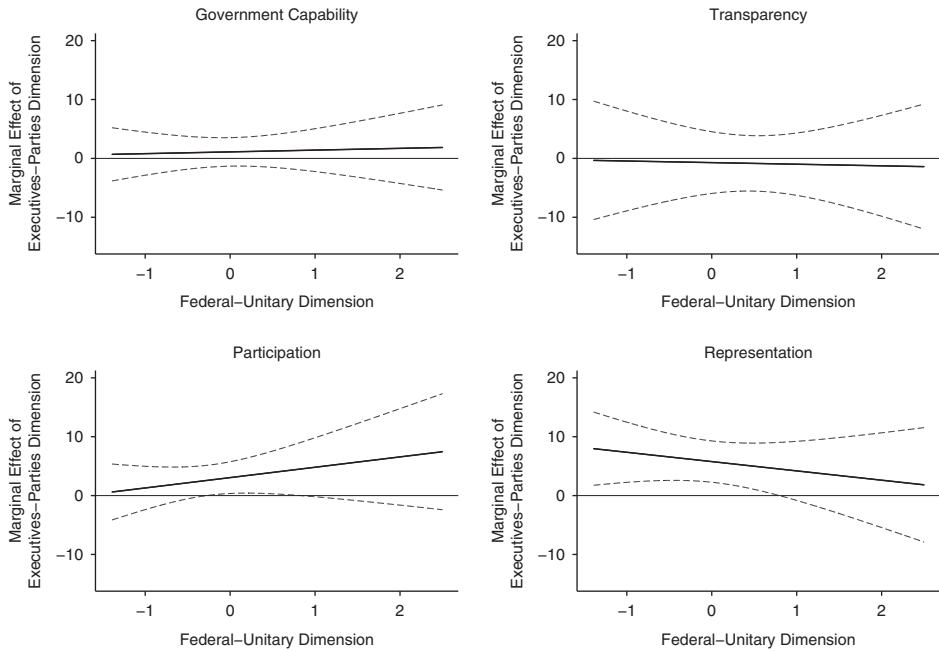 Government Capability
Marginal Effect of
Executives−Parties Dimension
20
10
0
−10
−1
0
1
2
Federal−Unitary Dimension
Transparency
Marginal Effect of
Executives−Parties Dimension
20
10
0
−10
−1
0
1
2
Federal−Unitary Dimension
Participation
Marginal Effect of
Executives−Parties Dimension
20
10
0
−10
−1
0
1
2
Federal−Unitary Dimension
Representation
Marginal Effect of
Executives−Parties Dimension
20
10
0
−10
−1
0
1
2
Federal−Unitary Dimension